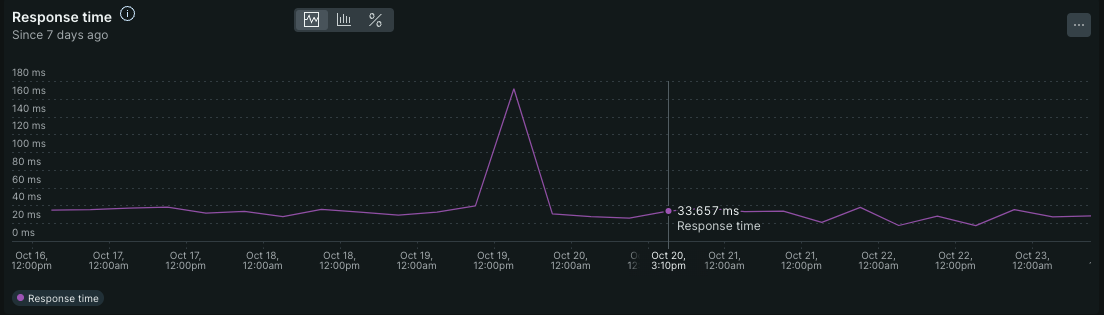 Response time
Since 7 days ago
180 ms
160 ms
140 ms
120 ms
100 ms
80 ms
60 ms
40 ms
20 ms
0 ms
33.657 ms
Response time
Oct 16,
12:00pm
Oct 17,
12:00am
Oct 17,
12:00pm
Oct 18,
12:00am
Oct 18,
12:00pm
Oct 19,
12:00am
Oct 19,
12:00pm
Oct 20,
12:00am
Oct 20,
3:10pm
Oct 21,
12:00am
Oct 21,
12:00pm
Oct 22,
12:00am
Oct 22,
12:00pm
Oct 23,
12:00am
Response time